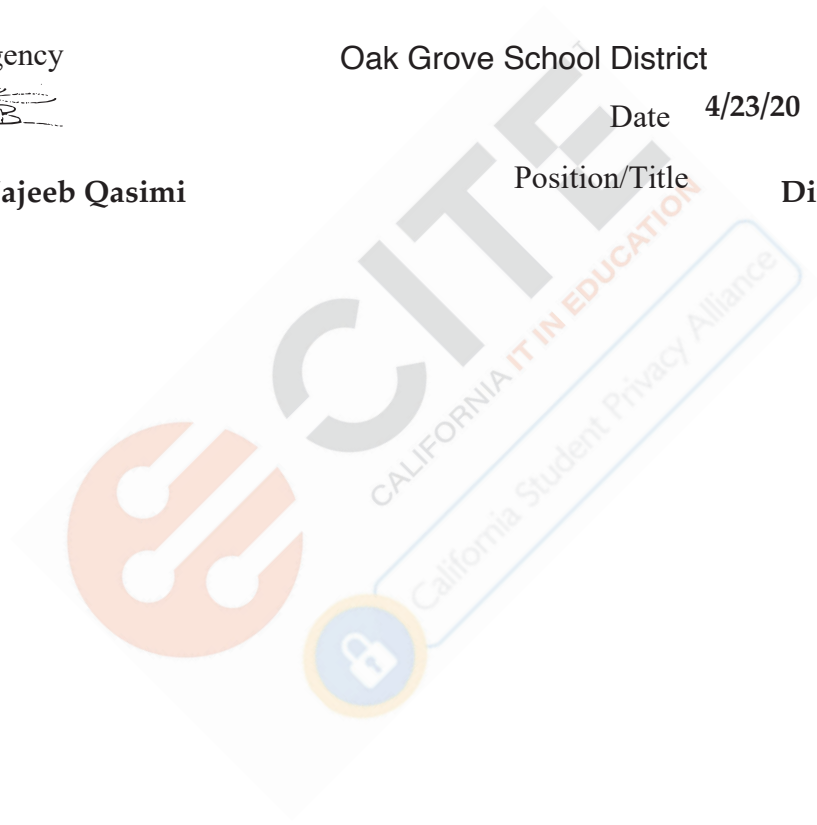 gency
Oak Grove School District
Date 4/23/20
ajeeb Qasimi
Position/Title
Di
CITE
CALIFORNIA IT IN EDUCATION
California Student Privacy Alliance